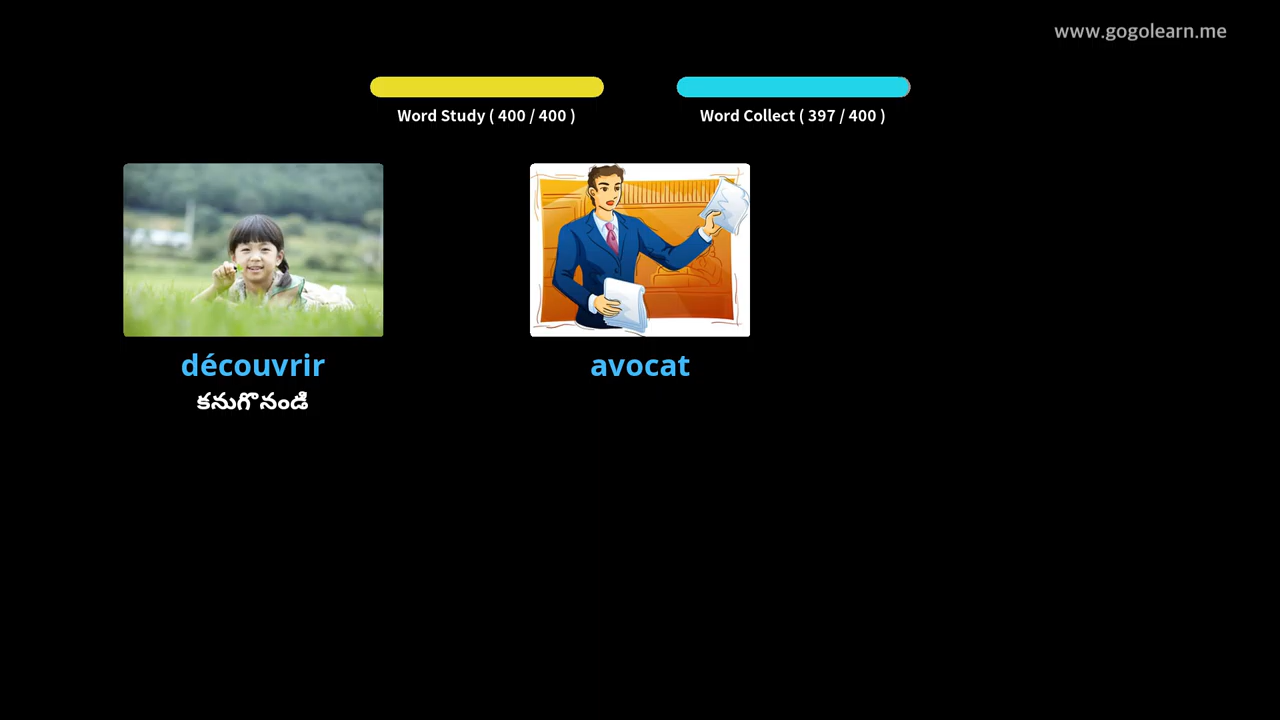 www.gogolearn.me
Word Study ( 400 / 400 )
Word Collect ( 397 / 400 )
découvrir
avocat
కనుగొనండి